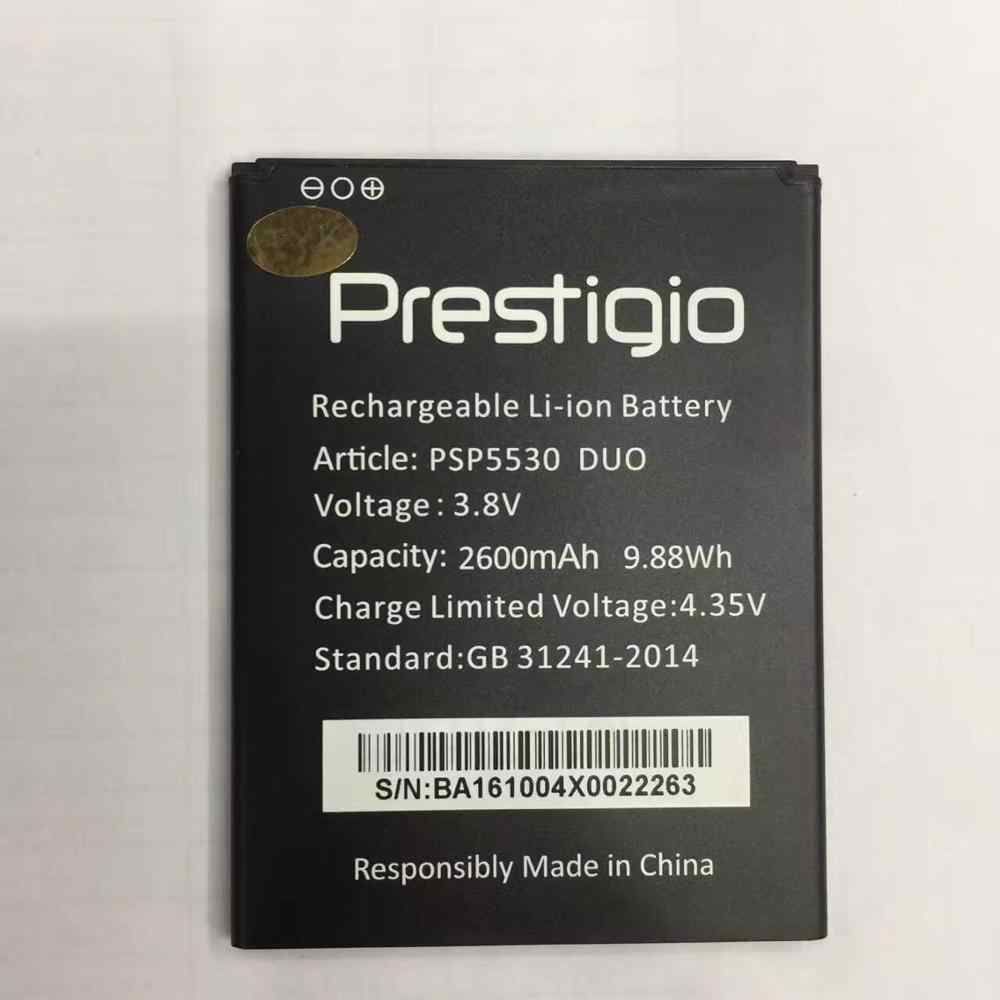 Prestigio
Rechargeable Li-ion Battery
Article: PSP5530 DUO
Voltage: 3.8V
Capacity: 2600mAh 9.88Wh
Charge Limited Voltage:4.35V
Standard:GB 31241-2014
S/N:BA161004X0022263
Responsibly Made in China